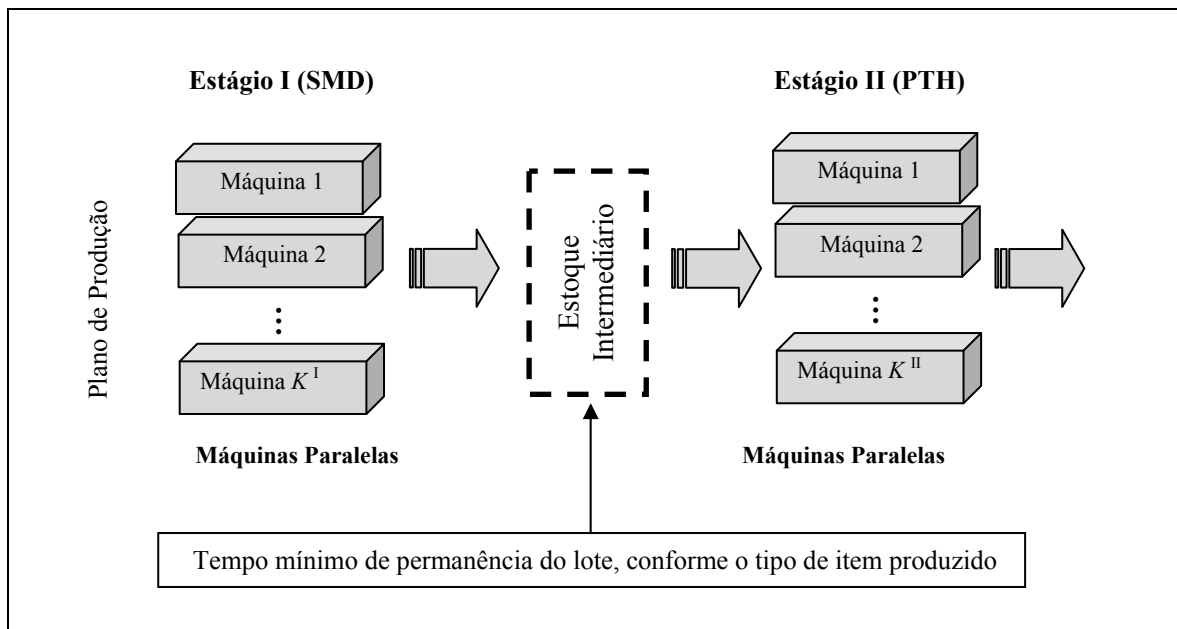 Plano de Produção
Estágio I (SMD)
Máquina 1
Máquina 2
⋮
Máquina K I
Máquinas Paralelas
Estoque
Intermediário
Estágio II (PTH)
Máquina 1
Máquina 2
⋮
Máquina K II
Máquinas Paralelas
Tempo mínimo de permanência do lote, conforme o tipo de item produzido